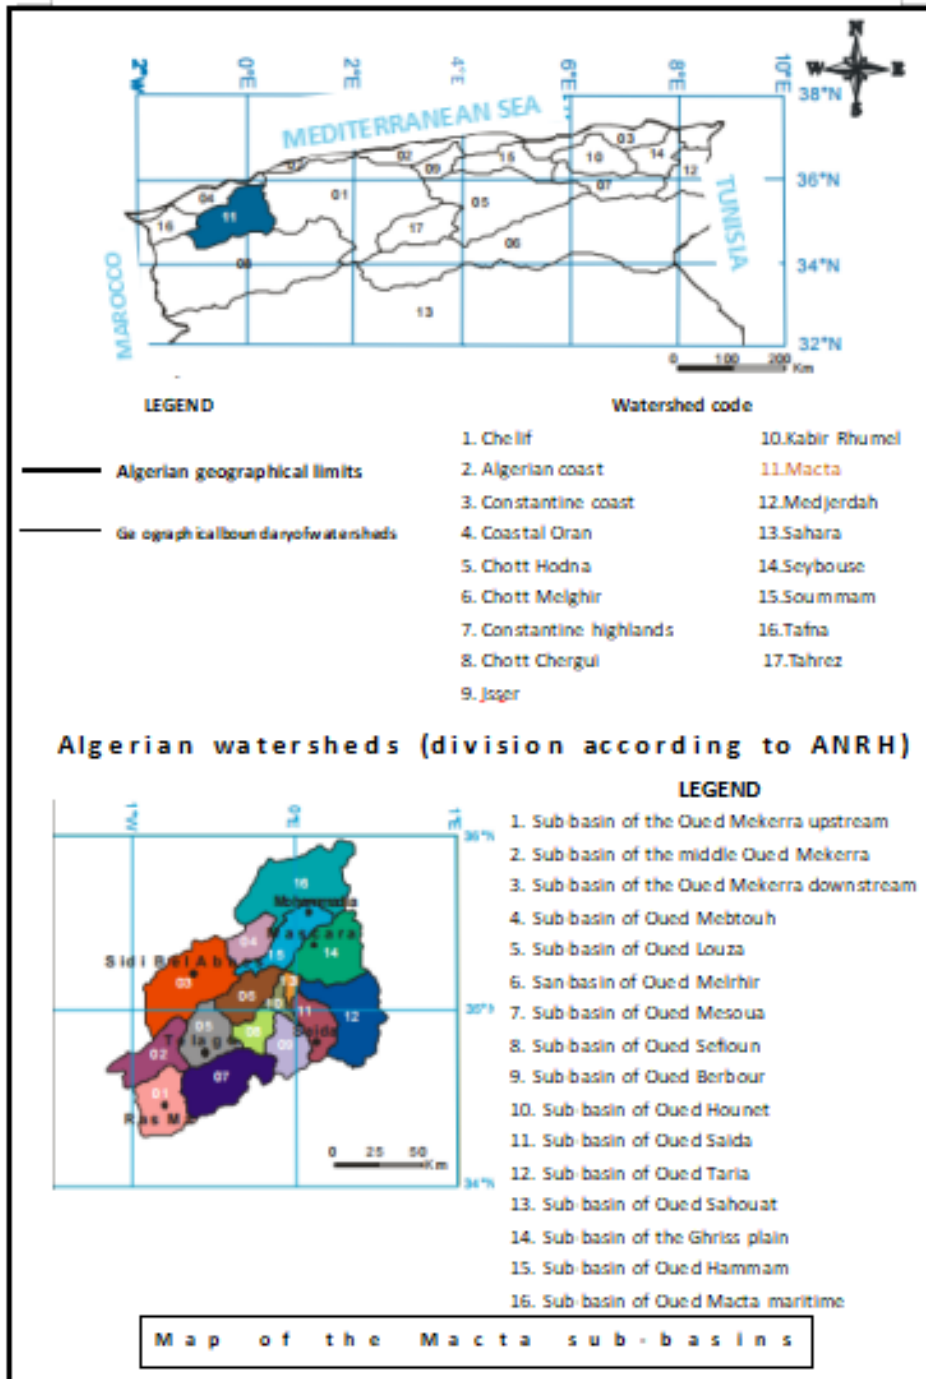 N
W E
S
2°W 0°E 2°E 4°E 6°E 8°E 10°E
38°N
MEDITERRANEAN SEA
36°N
34°N
32°N
MAROCCO
TUNISIA
02 02 09 15 10 03 14 12
04 16 11 01 05 07
17 06
08
13
0 100 200
Km
LEGEND
Algerian geographical limits
Ge ographicalboundaryofwatersheds
Watershed code
1. Chelif
2. Algerian coast
3. Constantine coast
4. Coastal Oran
5. Chott Hodna
6. Chott Melghir
7. Constantine highlands
8. Chott Chergui
9. Jsser
10.Kabir Rhumel
11.Macta
12.Medjerdah
13.Sahara
14.Seybouse
15.Soummam
16.Tafna
17.Tahrez
Algerian watersheds (division according to ANRH)
1°W 0°E 1°E
36°N
35°N
34°N
16
Mohammadia
04 Mascara
15 14
Sidi Bel Ab
03
06 13
10 11 12
05 08
Telag Saida
02 09
07
01
Ras M
0 25 50
Km
LEGEND
1. Sub-basin of the Oued Mekerra upstream
2. Sub-basin of the middle Oued Mekerra
3. Sub-basin of the Oued Mekerra downstream
4. Sub-basin of Oued Mebtouh
5. Sub-basin of Oued Louza
6. San-basin of Oued Melrhir
7. Sub-basin of Oued Mesoua
8. Sub-basin of Oued Sefioun
9. Sub-basin of Oued Berbour
10. Sub-basin of Oued Hounet
11. Sub-basin of Oued Saida
12. Sub-basin of Oued Taria
13. Sub-basin of Oued Sahouat
14. Sub-basin of the Ghriss plain
15. Sub-basin of Oued Hammam
16. Sub-basin of Oued Macta maritime
Map of the Macta sub-basins